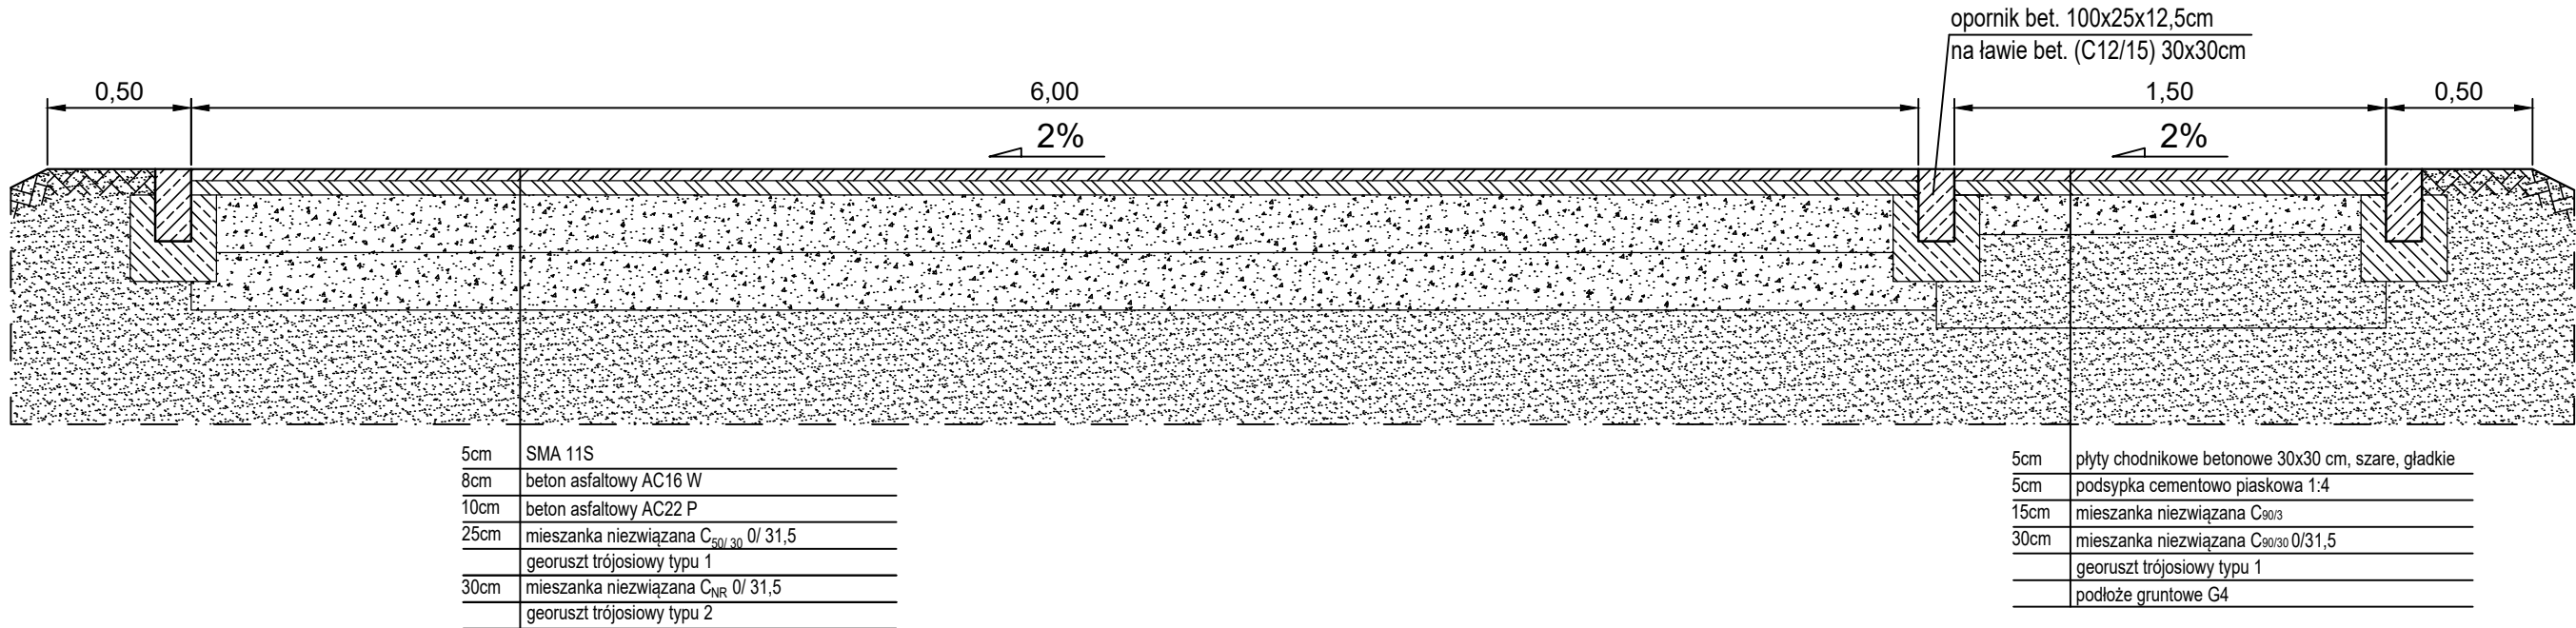 opornik bet. 100x25x12,5cm
na ławie bet. (C12/15) 30x30cm
0,50 6,00 1,50 0,50
2% 2%
5cm SMA 11S
8cm beton asfaltowy AC16 W
10cm beton asfaltowy AC22 P
25cm mieszanka niezwiązana C50/30 0/ 31,5
georuszt trójosiowy typu 1
30cm mieszanka niezwiązana CNR 0/ 31,5
georuszt trójosiowy typu 2
5cm płyty chodnikowe betonowe 30x30 cm, szare, gładkie
5cm podsypka cementowo piaskowa 1:4
15cm mieszanka niezwiązana C90/3
30cm mieszanka niezwiązana C90/30 0/31,5
georuszt trójosiowy typu 1
podłoże gruntowe G4